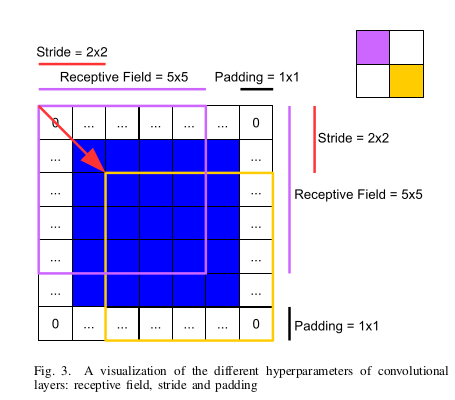 Stride = 2x2
Receptive Field = 5x5 Padding = 1x1
0 ... ... ... ... ... 0
... ...
Stride = 2x2
... ...
... ...
Receptive Field = 5x5
... ...
... ...
0 ... ... ... ... ... 0
Padding = 1x1
Fig. 3. A visualization of the different hyperparameters of convolutional
layers: receptive field, stride and padding